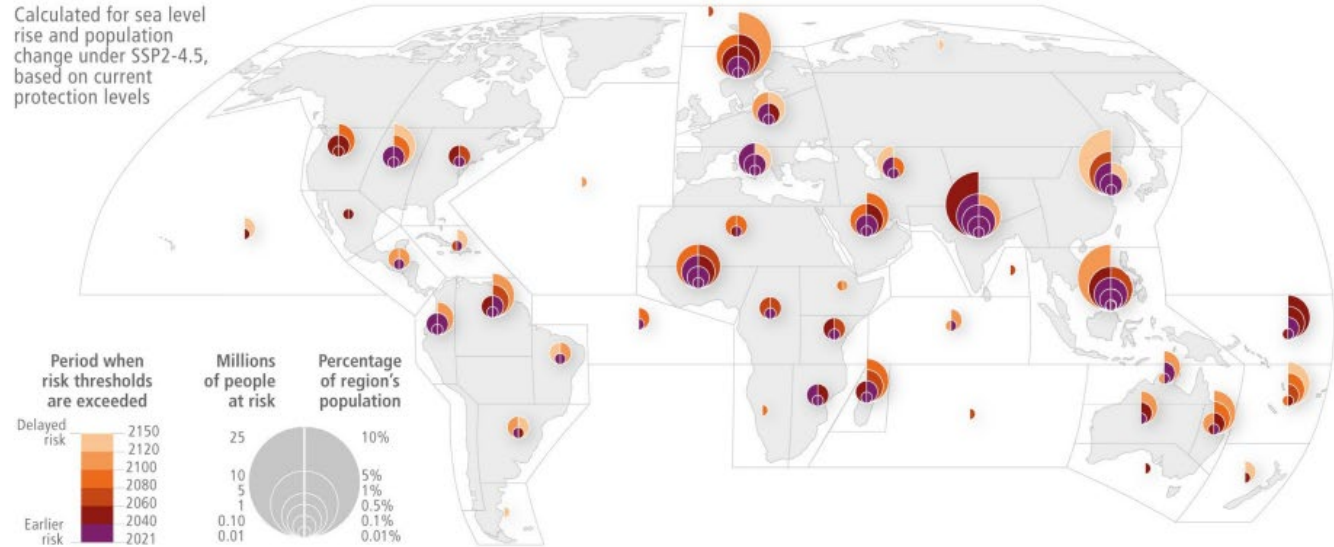 Calculated for sea level
rise and population
change under SSP2-4.5,
based on current
protection levels
Period when
risk thresholds
are exceeded
Delayed
risk
2150
2120
2100
2080
2060
2040
2021
Earlier
risk
Millions
of people
at risk
25
10
5
1
0.10
0.01
Percentage
of region's
population
10%
5%
1%
0.5%
0.1%
0.01%